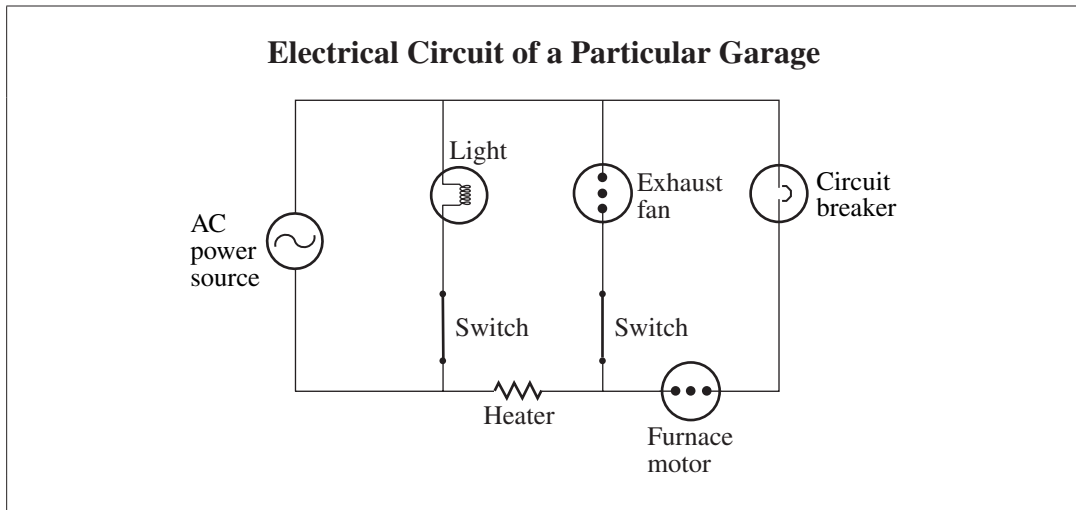 Electrical Circuit of a Particular Garage
Light
Exhaust
fan
Circuit
breaker
AC
power
source
Switch
Switch
Heater
Furnace
motor